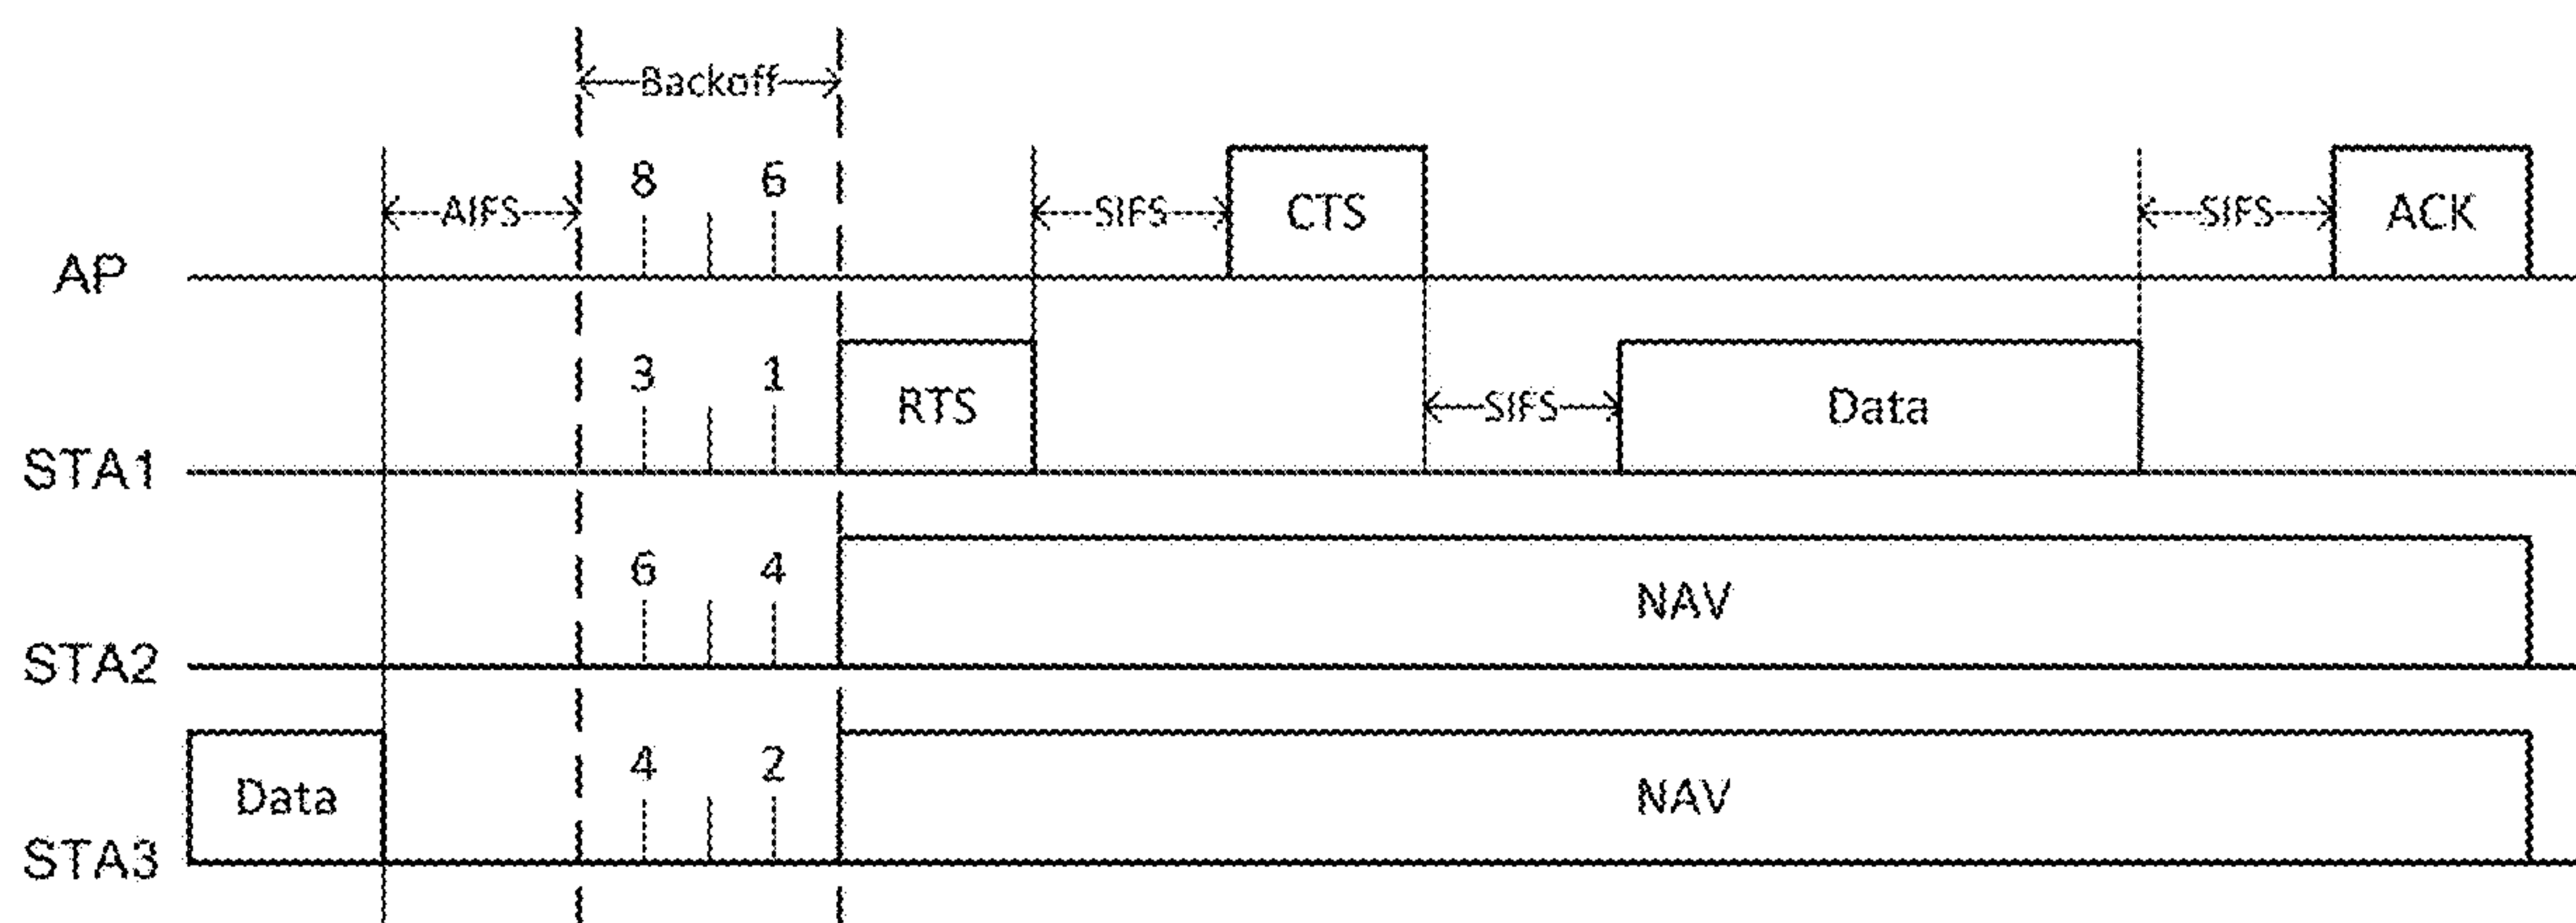 Backoff
8 6
AIFS SIFS CTS SIFS ACK
AP
3 1
RTS SIFS Data
STA1
6 4
NAV
STA2
4 2
Data NAV
STA3